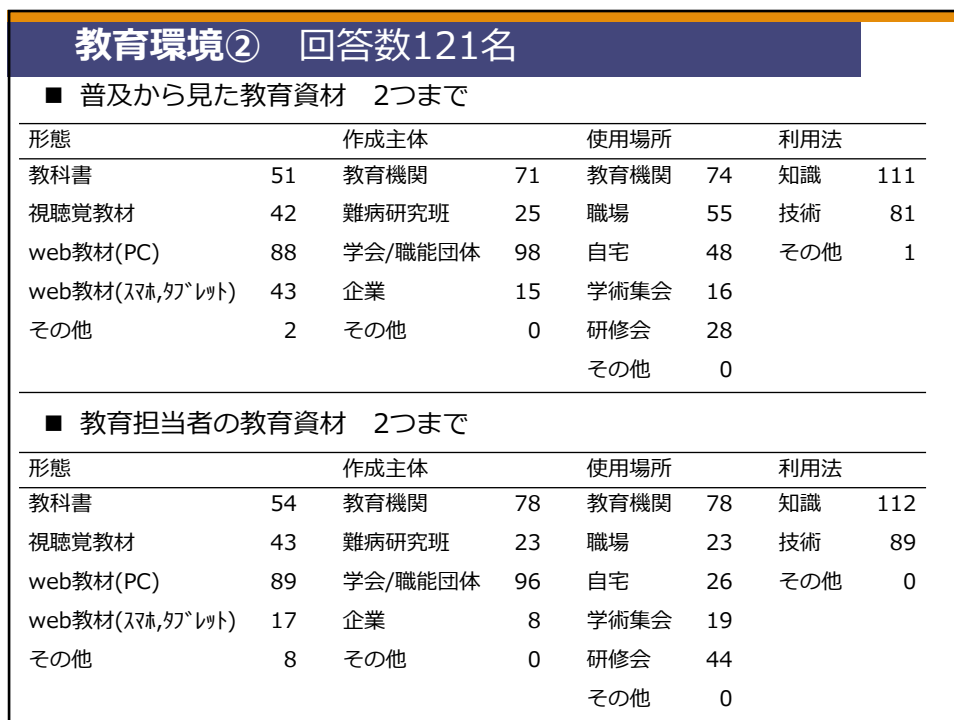 教育環境② 回答数121名
■ 普及から見た教育資材 2つまで
形態 作成主体 使用場所 利用法
教科書 51 教育機関 71 教育機関 74 知識 111
視聴覚教材 42 難病研究班 25 職場 55 技術 81
web教材(PC) 88 学会/職能団体 98 自宅 48 その他 1
web教材(ｽﾏﾎ,ﾀﾌﾞﾚｯﾄ) 43 企業 15 学術集会 16
その他 2 その他 0 研修会 28
その他 0
■ 教育担当者の教育資材 2つまで
形態 作成主体 使用場所 利用法
教科書 54 教育機関 78 教育機関 78 知識 112
視聴覚教材 43 難病研究班 23 職場 23 技術 89
web教材(PC) 89 学会/職能団体 96 自宅 26 その他 0
web教材(ｽﾏﾎ,ﾀﾌﾞﾚｯﾄ) 17 企業 8 学術集会 19
その他 8 その他 0 研修会 44
その他 0